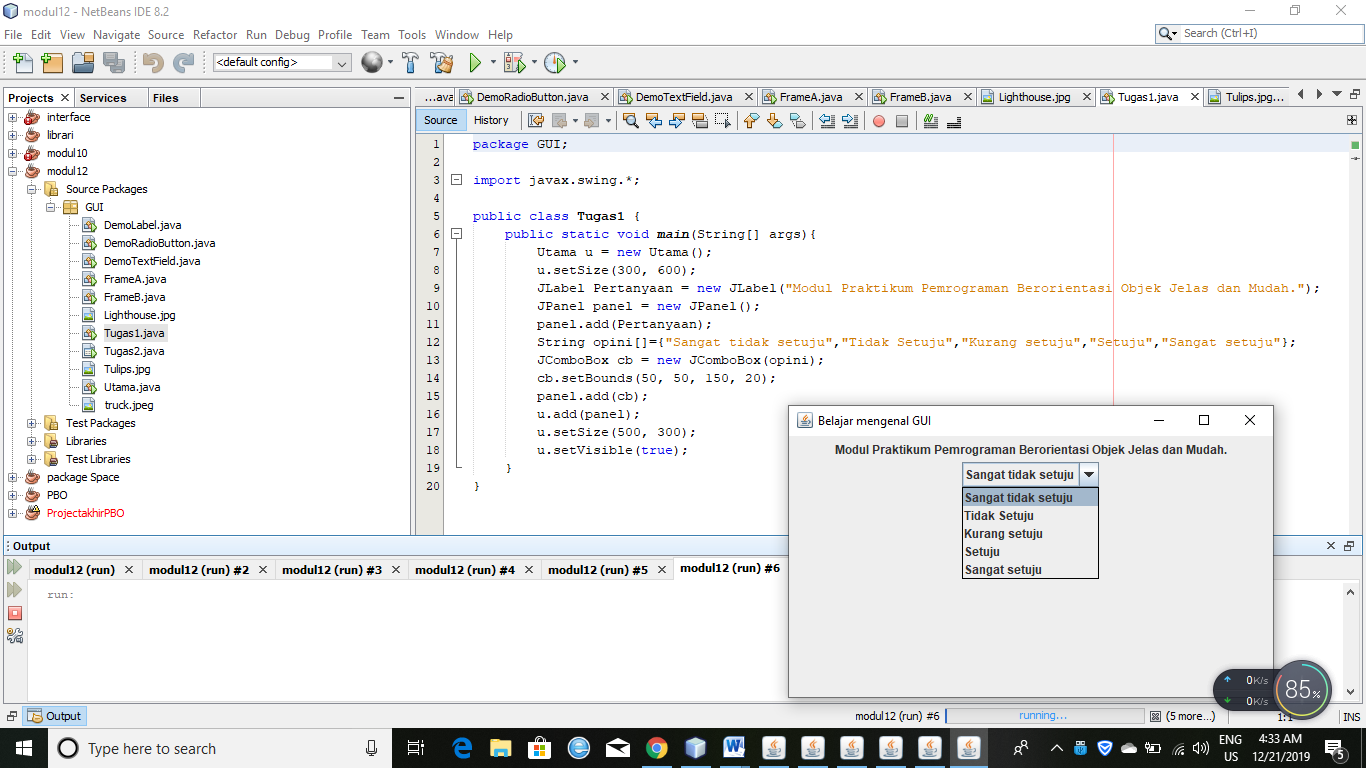 modul12 - NetBeans IDE 8.2
File Edit View Navigate Source Refactor Run Debug Profile Team Tools Window Help
Search (Ctrl+I)
<default config>
Projects Services Files
interface
librari
modul10
modul12
Source Packages
GUI
DemoLabel.java
DemoRadioButton.java
DemoTextField.java
FrameA.java
FrameB.java
Lighthouse.jpg
Tugas1.java
Tugas2.java
Tulips.jpg
Utama.java
truck.jpeg
Test Packages
Libraries
Test Libraries
package Space
PBO
ProjectakhirPBO
...ava DemoRadioButton.java DemoTextField.java FrameA.java FrameB.java Lighthouse.jpg Tugas1.java Tulips.jpg...
Source History
1 package GUI;
2
3 import javax.swing.*;
4
5 public class Tugas1 {
6 public static void main(String[] args){
7 Utama u = new Utama();
8 u.setSize(300, 600);
9 JLabel Pertanyaan = new JLabel("Modul Praktikum Pemrograman Berorientasi Objek Jelas dan Mudah.");
10 JPanel panel = new JPanel();
11 panel.add(Pertanyaan);
12 String opini[]={"Sangat tidak setuju","Tidak Setuju","Kurang setuju","Setuju","Sangat setuju"};
13 JComboBox cb = new JComboBox(opini);
14 cb.setBounds(50, 50, 150, 20);
15 panel.add(cb);
16 u.add(panel);
17 u.setSize(500, 300);
18 u.setVisible(true);
19 }
20 }
Belajar mengenal GUI
Modul Praktikum Pemrograman Berorientasi Objek Jelas dan Mudah.
Sangat tidak setuju
Sangat tidak setuju
Tidak Setuju
Kurang setuju
Setuju
Sangat setuju
Output
modul12 (run) modul12 (run) #2 modul12 (run) #3 modul12 (run) #4 modul12 (run) #5 modul12 (run) #6
run:
0K/s
0K/s
85%
Output
modul12 (run) #6 running... (5 more...) 1:1 INS
Type here to search
ENG
US
4:33 AM
12/21/2019
5